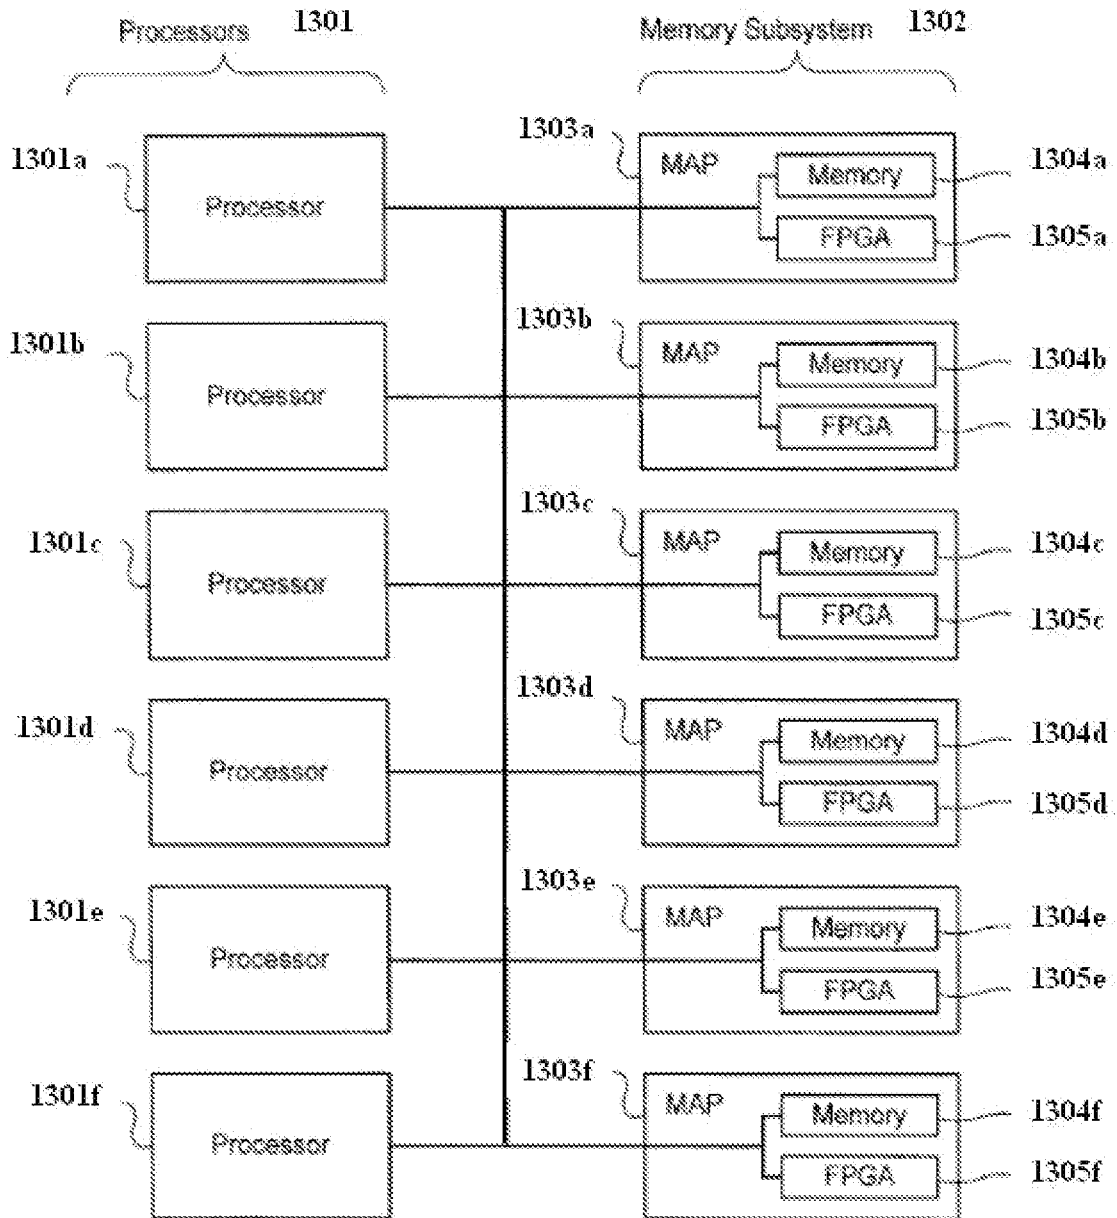 Processors 1301
Memory Subsystem 1302
1301a
Processor
1303a
MAP
Memory
1304a
FPGA
1305a
1301b
Processor
1303b
MAP
Memory
1304b
FPGA
1305b
1301c
Processor
1303c
MAP
Memory
1304c
FPGA
1305c
1301d
Processor
1303d
MAP
Memory
1304d
FPGA
1305d
1301e
Processor
1303e
MAP
Memory
1304e
FPGA
1305e
1301f
Processor
1303f
MAP
Memory
1304f
FPGA
1305f